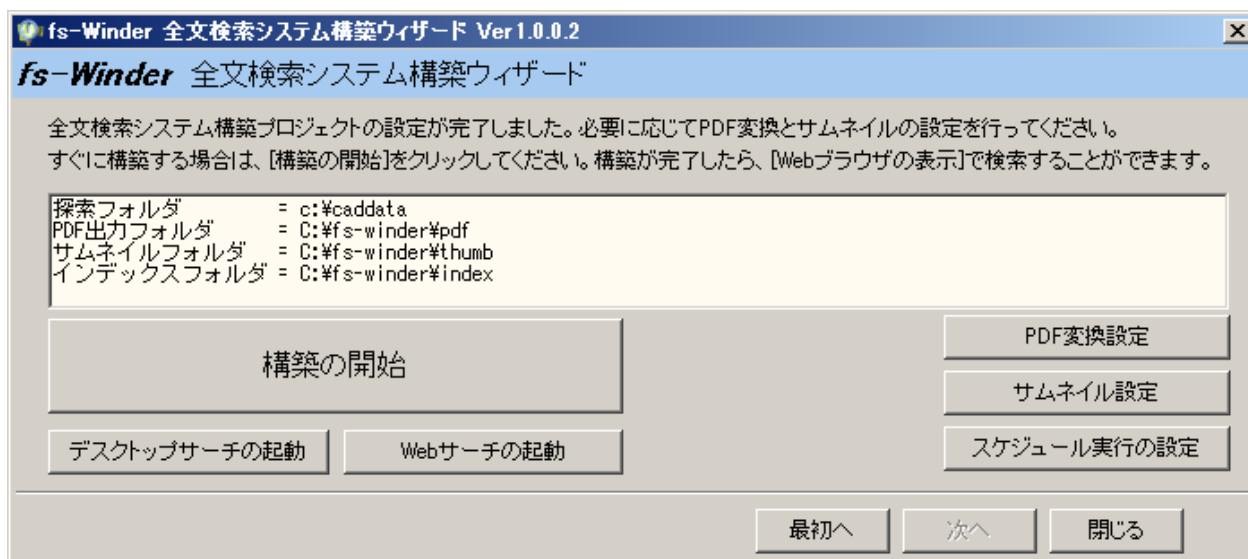 fs-Winder 全文検索システム構築ウィザード Ver1.0.0.2
fs-Winder 全文検索システム構築ウィザード
全文検索システム構築プロジェクトの設定が完了しました。必要に応じてPDF変換とサムネイルの設定を行ってください。
すぐに構築する場合は、[構築の開始]をクリックしてください。構築が完了したら、[Webブラウザの表示]で検索することができます。
探索フォルダ = c:¥caddata
PDF出力フォルダ = C:¥fs-winder¥pdf
サムネイルフォルダ = C:¥fs-winder¥thumb
インデックスフォルダ = C:¥fs-winder¥index
構築の開始
PDF変換設定
サムネイル設定
デスクトップサーチの起動 Webサーチの起動 スケジュール実行の設定
最初へ 次へ 閉じる